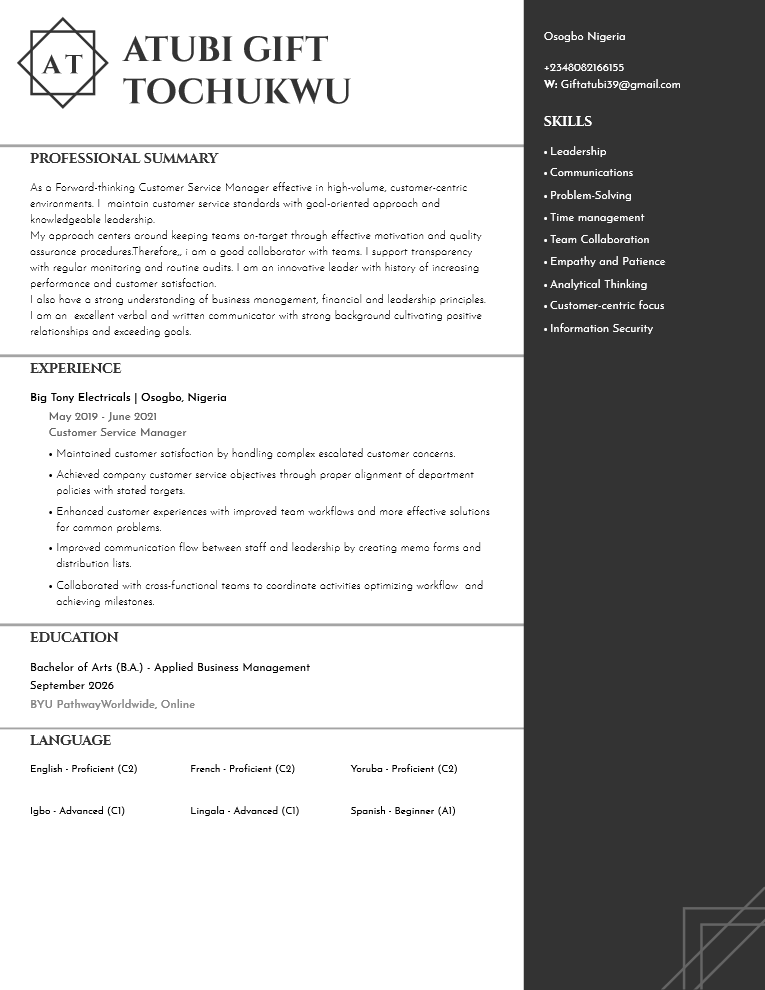 A T
ATUBI GIFT
TOCHUKWU
PROFESSIONAL SUMMARY
As a Forward-thinking Customer Service Manager effective in high-volume, customer-centric
environments. I  maintain customer service standards with goal-oriented approach and
knowledgeable leadership.
My approach centers around keeping teams on-target through effective motivation and quality
assurance procedures.Therefore,, i am a good collaborator with teams. I support transparency
with regular monitoring and routine audits. I am an innovative leader with history of increasing
performance and customer satisfaction.
I also have a strong understanding of business management, financial and leadership principles.
I am an  excellent verbal and written communicator with strong background cultivating positive
relationships and exceeding goals.
EXPERIENCE
Big Tony Electricals | Osogbo, Nigeria
May 2019 - June 2021
Customer Service Manager
• Maintained customer satisfaction by handling complex escalated customer concerns.
• Achieved company customer service objectives through proper alignment of department
policies with stated targets.
• Enhanced customer experiences with improved team workflows and more effective solutions
for common problems.
• Improved communication flow between staff and leadership by creating memo forms and
distribution lists.
• Collaborated with cross-functional teams to coordinate activities optimizing workflow  and
achieving milestones.
EDUCATION
Bachelor of Arts (B.A.) - Applied Business Management
September 2026
BYU PathwayWorldwide, Online
LANGUAGE
English - Proficient (C2) French - Proficient (C2) Yoruba - Proficient (C2)
Igbo - Advanced (C1) Lingala - Advanced (C1) Spanish - Beginner (A1)
Osogbo Nigeria
+2348082166155
W: Giftatubi39@gmail.com
SKILLS
• Leadership
• Communications
• Problem-Solving
• Time management
• Team Collaboration
• Empathy and Patience
• Analytical Thinking
• Customer-centric focus
• Information Security